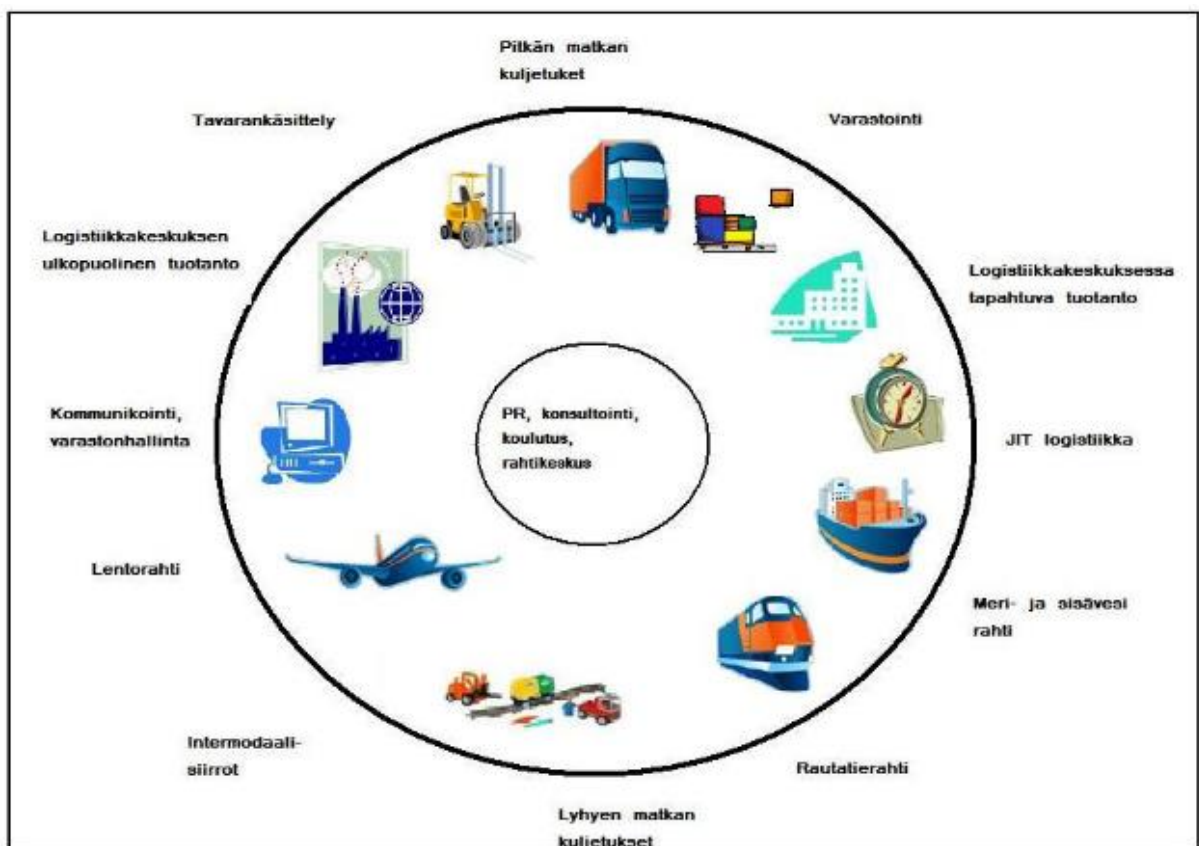 Pitkän matkan
kuljetuket
Tavarankäsittely
Varastointi
Logistiikkakeskuksen
ulkopuolinen tuotanto
Logistiikkakeskuksessa
tapahtuva tuotanto
Kommunikointi,
varastonhallinta
PR, konsultointi,
koulutus,
rahtikeskus
JIT logistiikka
Lentorahti
Meri- ja sisävesi
rahti
Intermodaali-
siirrot
Rautatierahti
Lyhyen matkan
kuljetukset